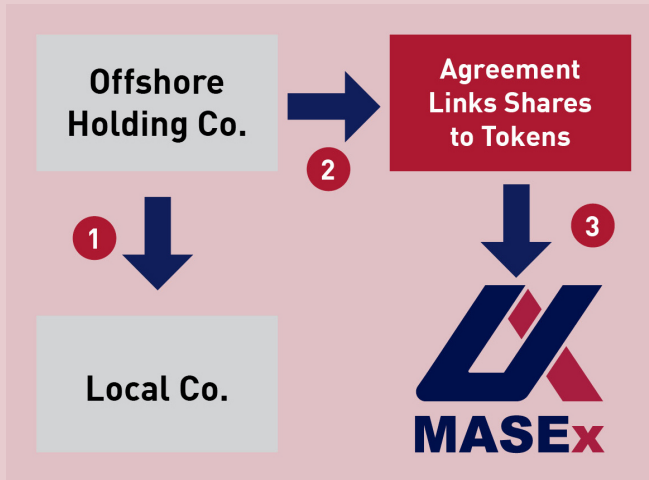 Offshore
Holding Co.
Agreement
Links Shares
to Tokens
2
1
3
Local Co.
MASEx